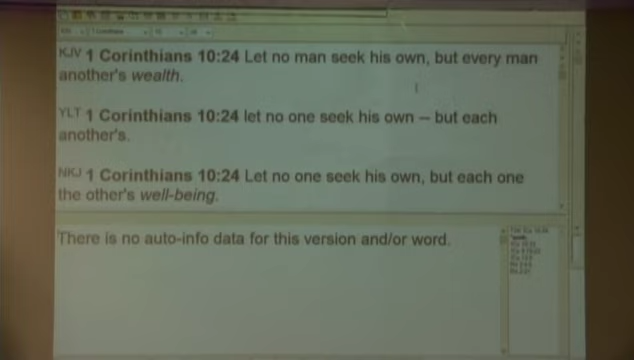 KJV 1 Corinthians 10:24 Let no man seek his own, but every man
another's wealth.
YLT 1 Corinthians 10:24 let no one seek his own -- but each
another's.
NKJ 1 Corinthians 10:24 Let no one seek his own, but each one
the other's well-being.
There is no auto-info data for this version and/or word.